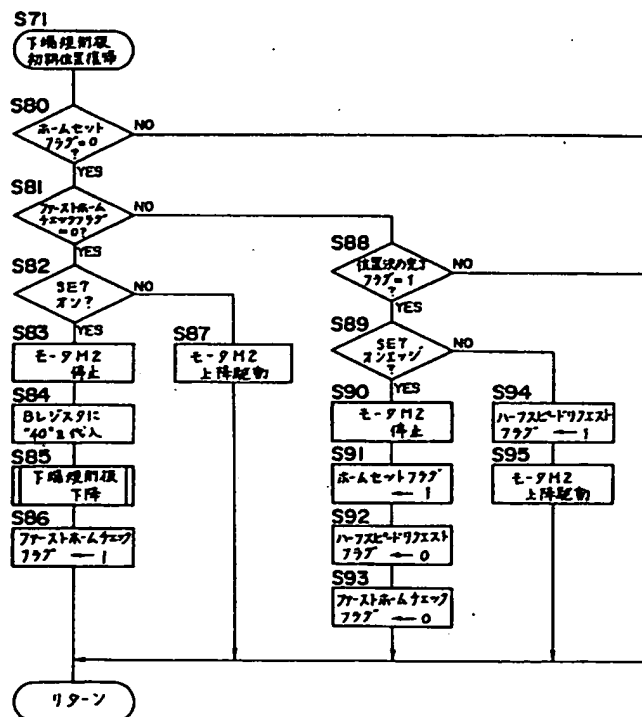 S71
下端規制板
初期位置復帰
S80
ホームセット
フラグ=0
?
NO
YES
S81
ファーストホーム
チェックフラグ
=0?
NO
YES
S82
SE7
オン?
NO
YES
S83
モータM2
停止
S84
Bレジスタに
"40"を代入
S85
下端規制板
下降
S86
ファーストホームチェック
フラグ ← 1
S87
モータM2
上昇駆動
S88
位置決め完了
フラグ=1
?
NO
YES
S89
SE7
オンエッジ
?
NO
YES
S90
モータM2
停止
S91
ホームセットフラグ
← 1
S92
ハーフスピードリクエスト
フラグ ← 0
S93
ファーストホームチェック
フラグ ← 0
S94
ハーフスピードリクエスト
フラグ ← 1
S95
モータM2
上昇駆動
リターン